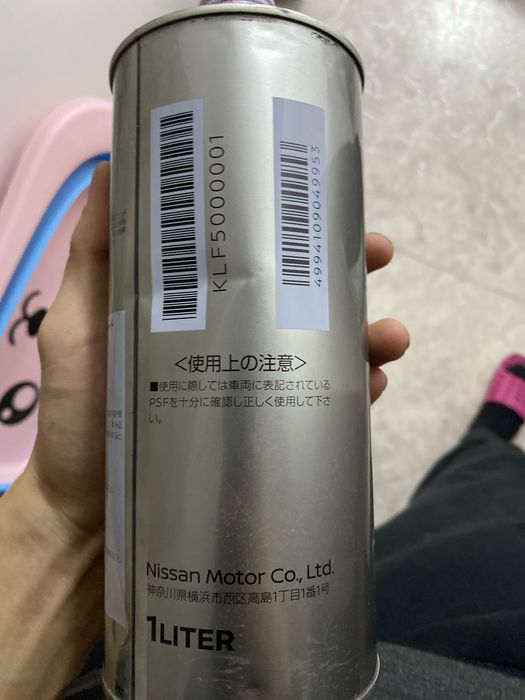 KLF5000001
4994109049953
<使用上の注意>
■使用に際しては車両に表記されている
PSFを十分に確認し正しく使用して下さ
い。
Nissan Motor Co., Ltd.
神奈川県横浜市西区高島1丁目1番1号
1LITER